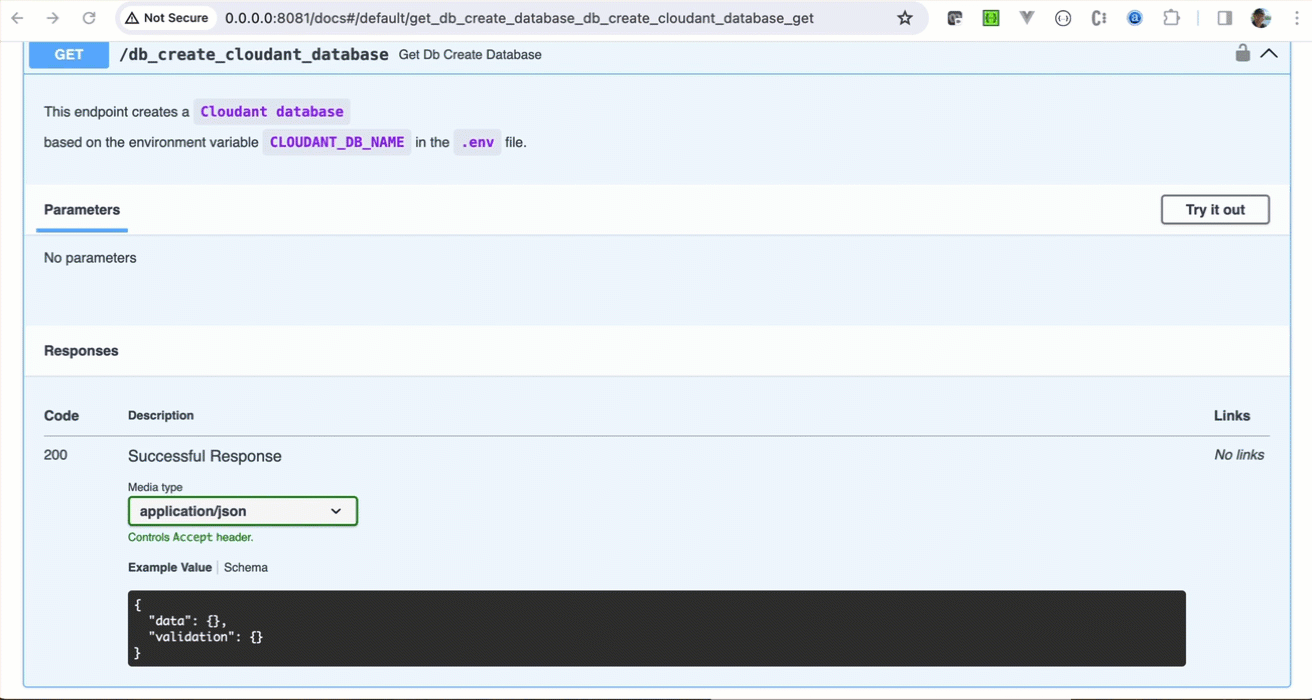 Not Secure 0.0.0.0:8081/docs#/default/get_db_create_database_db_create_cloudant_database_get
GET /db_create_cloudant_database Get Db Create Database
This endpoint creates a Cloudant database
based on the environment variable CLOUDANT_DB_NAME in the .env file.
Parameters Try it out
No parameters
Responses
Code Description Links
200 Successful Response No links
Media type
application/json
Controls Accept header.
Example Value Schema
{
"data": {},
"validation": {}
}